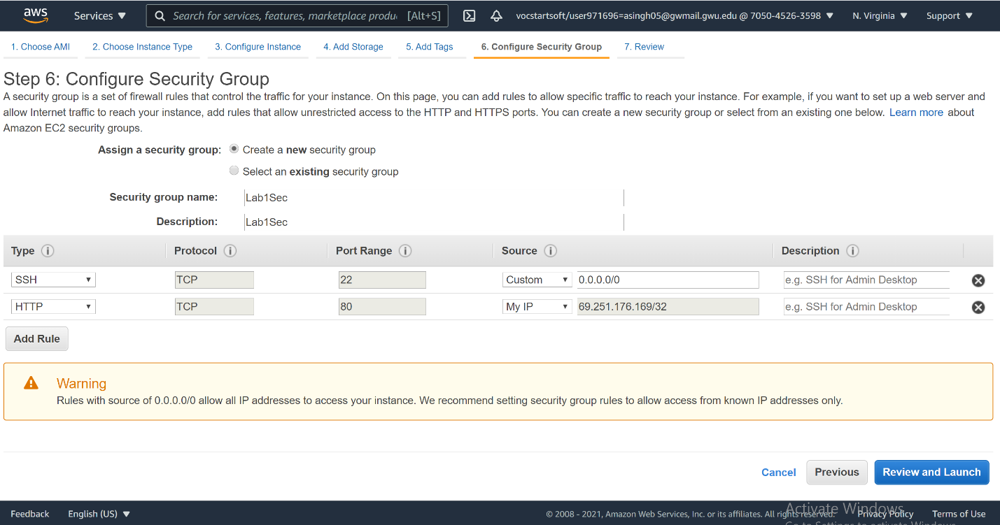 aws Services Search for services, features, marketplace produ [Alt+S] vocstartsoft/user971696=asingh05@gwmail.gwu.edu @ 7050-4526-3598 N. Virginia Support
1. Choose AMI 2. Choose Instance Type 3. Configure Instance 4. Add Storage 5. Add Tags 6. Configure Security Group 7. Review
Step 6: Configure Security Group
A security group is a set of firewall rules that control the traffic for your instance. On this page, you can add rules to allow specific traffic to reach your instance. For example, if you want to set up a web server and
allow Internet traffic to reach your instance, add rules that allow unrestricted access to the HTTP and HTTPS ports. You can create a new security group or select from an existing one below. Learn more about
Amazon EC2 security groups.
Assign a security group: Create a new security group
Select an existing security group
Security group name: Lab1Sec
Description: Lab1Sec
Type Protocol Port Range Source Description
SSH TCP 22 Custom 0.0.0.0/0 e.g. SSH for Admin Desktop
HTTP TCP 80 My IP 69.251.176.169/32 e.g. SSH for Admin Desktop
Add Rule
Warning
Rules with source of 0.0.0.0/0 allow all IP addresses to access your instance. We recommend setting security group rules to allow access from known IP addresses only.
Cancel Previous Review and Launch
Activate Windows
Feedback English (US) © 2008 - 2021, Amazon Web Services, Inc. or its affiliates. All rights reserved. Privacy Policy Terms of Use
Go to Settings to activate Windows